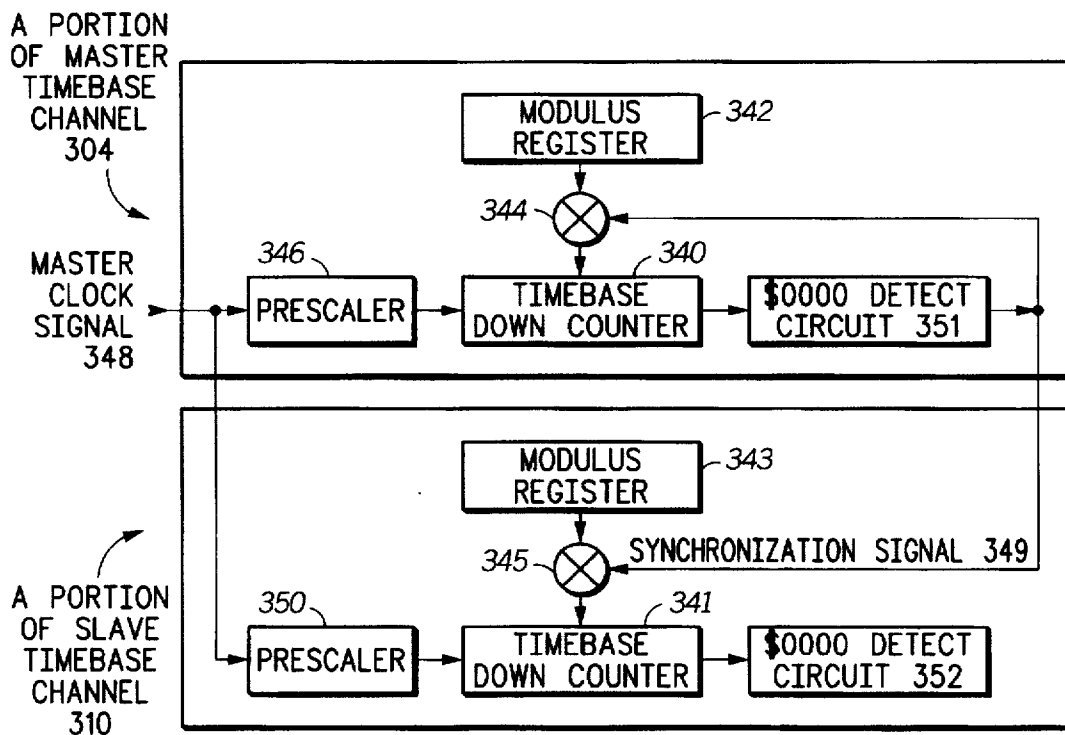 A PORTION
OF MASTER
TIMEBASE
CHANNEL
304
MODULUS
REGISTER
342
344
MASTER
CLOCK
SIGNAL
348
346
PRESCALER
340
TIMEBASE
DOWN COUNTER
$0000 DETECT
CIRCUIT 351
MODULUS
REGISTER
343
345
SYNCHRONIZATION SIGNAL 349
A PORTION
OF SLAVE
TIMEBASE
CHANNEL
310
350
PRESCALER
341
TIMEBASE
DOWN COUNTER
$0000 DETECT
CIRCUIT 352